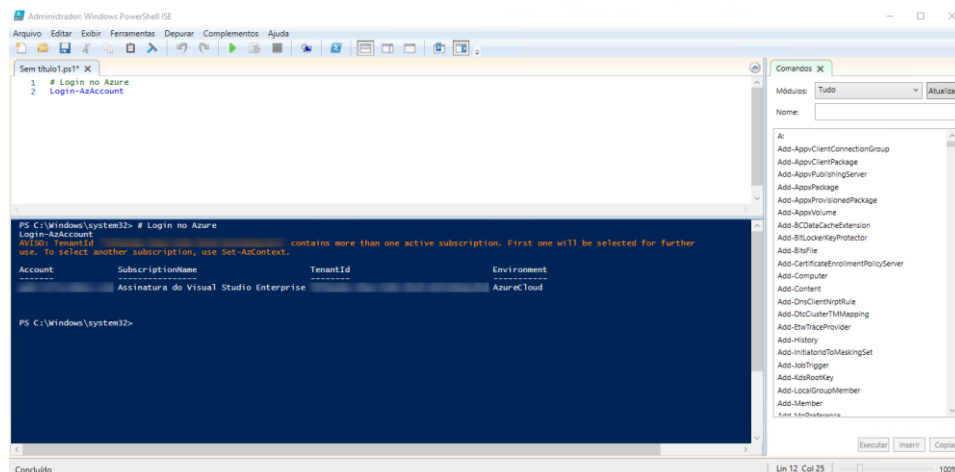 Administrador: Windows PowerShell ISE
Arquivo Editar Exibir Ferramentas Depurar Complementos Ajuda
Sem título1.ps1* X
1 # Login no Azure
2 Login-AzAccount
PS C:\Windows\system32> # Login no Azure
Login-AzAccount
AVISO: TenantId contains more than one active subscription. First one will be selected for further
use. To select another subscription, use Set-AzContext.
Account SubscriptionName TenantId Environment
------- ---------------- -------- -----------
Assinatura do Visual Studio Enterprise AzureCloud
PS C:\Windows\system32>
Comandos X
Módulos: Tudo Atualiza
Nome:
A:
Add-AppvClientConnectionGroup
Add-AppvClientPackage
Add-AppvPublishingServer
Add-AppxPackage
Add-AppxProvisionedPackage
Add-AppxVolume
Add-BCDataCacheExtension
Add-BitLockerKeyProtector
Add-BitsFile
Add-CertificateEnrollmentPolicyServer
Add-Computer
Add-Content
Add-DnsClientNrptRule
Add-DtcClusterTMMapping
Add-EtwTraceProvider
Add-History
Add-InitiatorIdToMaskingSet
Add-JobTrigger
Add-KdsRootKey
Add-LocalGroupMember
Add-Member
Add-MpPreference
Executar Inserir Copiar
Concluído Lin 12 Col 25 100%